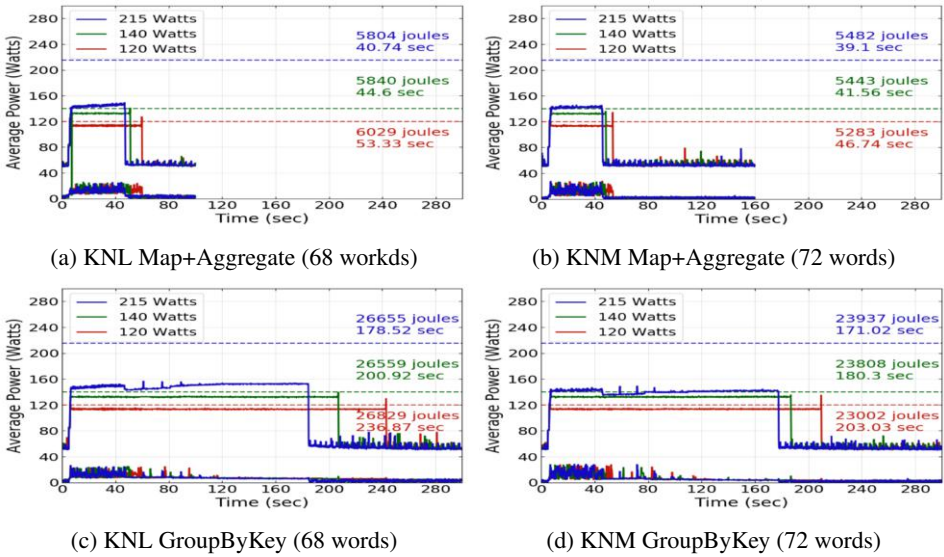 280
240
200
160
120
80
40
0
Average Power (Watts)
215 Watts
140 Watts
120 Watts
5804 joules
40.74 sec
5840 joules
44.6 sec
6029 joules
53.33 sec
0 40 80 120 160 200 240 280
Time (sec)
(a) KNL Map+Aggregate (68 workds)
280
240
200
160
120
80
40
0
Average Power (Watts)
215 Watts
140 Watts
120 Watts
5482 joules
39.1 sec
5443 joules
41.56 sec
5283 joules
46.74 sec
0 40 80 120 160 200 240 280
Time (sec)
(b) KNM Map+Aggregate (72 words)
280
240
200
160
120
80
40
0
Average Power (Watts)
215 Watts
140 Watts
120 Watts
26655 joules
178.52 sec
26559 joules
200.92 sec
26829 joules
236.87 sec
0 40 80 120 160 200 240 280
Time (sec)
(c) KNL GroupByKey (68 words)
280
240
200
160
120
80
40
0
Average Power (Watts)
215 Watts
140 Watts
120 Watts
23937 joules
171.02 sec
23808 joules
180.3 sec
23002 joules
203.03 sec
0 40 80 120 160 200 240 280
Time (sec)
(d) KNM GroupByKey (72 words)